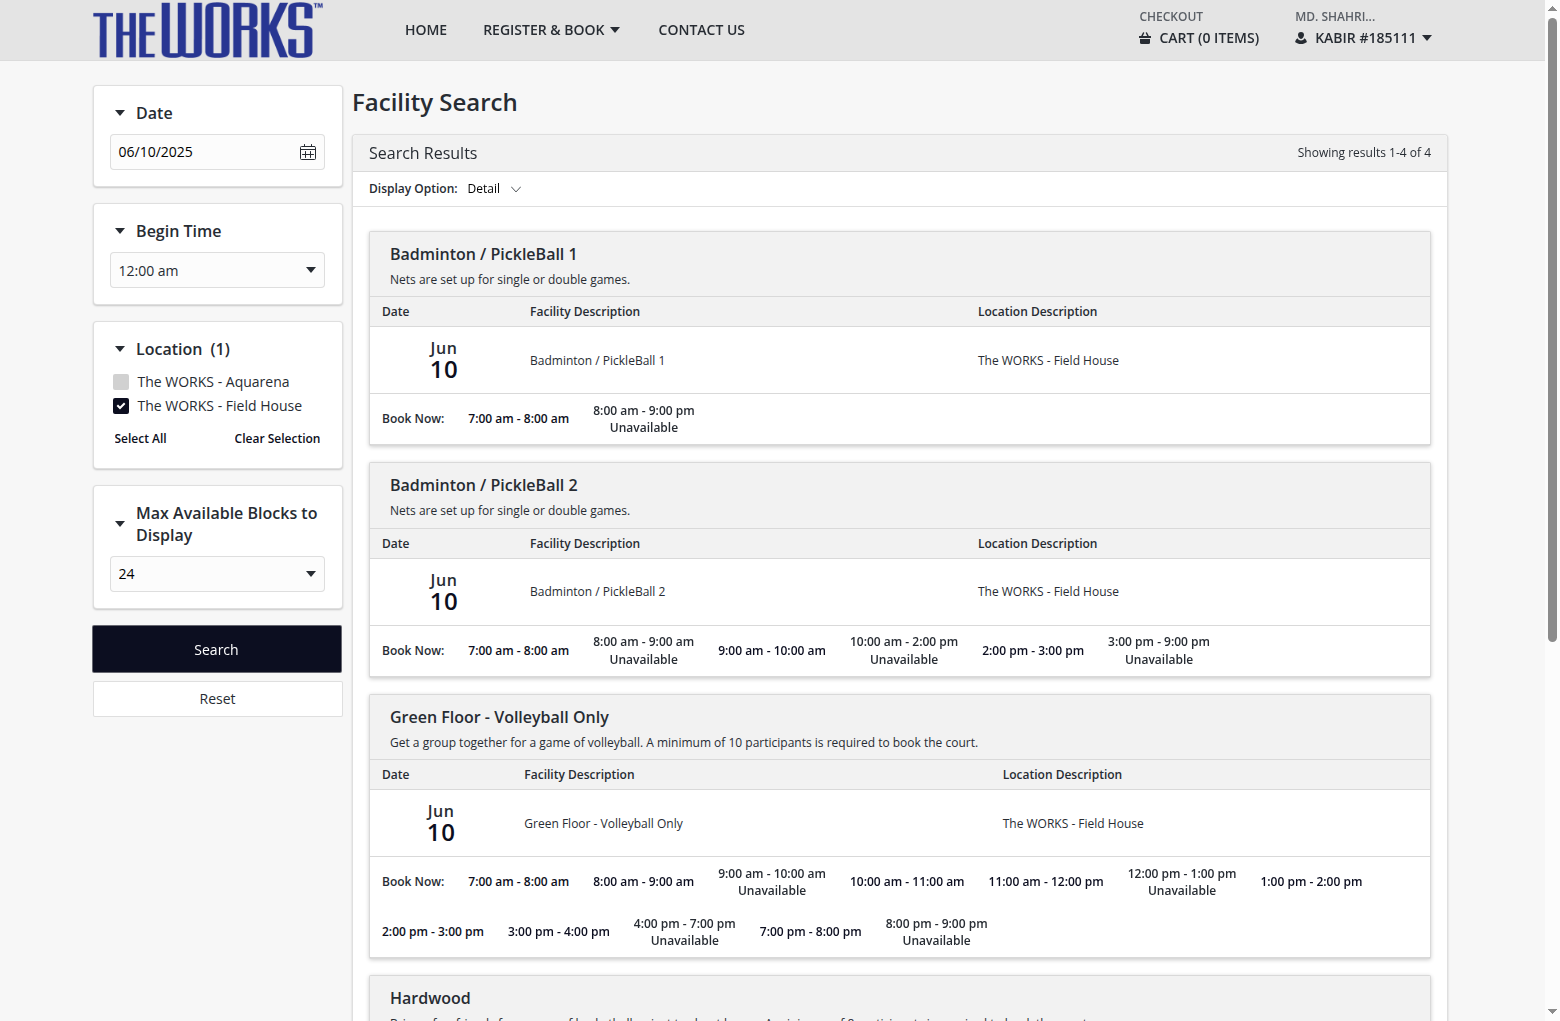 THE WORKS™
HOME
REGISTER & BOOK
CONTACT US
CHECKOUT
CART (0 ITEMS)
MD. SHAHRI...
KABIR #185111
Date
06/10/2025
Begin Time
12:00 am
Location (1)
The WORKS - Aquarena
The WORKS - Field House
Select All
Clear Selection
Max Available Blocks to
Display
24
Search
Reset
Facility Search
Search Results
Showing results 1-4 of 4
Display Option: Detail
Badminton / PickleBall 1
Nets are set up for single or double games.
Date Facility Description Location Description
Jun
10
Badminton / PickleBall 1
The WORKS - Field House
Book Now: 7:00 am - 8:00 am 8:00 am - 9:00 pm
Unavailable
Badminton / PickleBall 2
Nets are set up for single or double games.
Date Facility Description Location Description
Jun
10
Badminton / PickleBall 2
The WORKS - Field House
Book Now: 7:00 am - 8:00 am 8:00 am - 9:00 am 9:00 am - 10:00 am 10:00 am - 2:00 pm 2:00 pm - 3:00 pm 3:00 pm - 9:00 pm
Unavailable Unavailable Unavailable
Green Floor - Volleyball Only
Get a group together for a game of volleyball. A minimum of 10 participants is required to book the court.
Date Facility Description Location Description
Jun
10
Green Floor - Volleyball Only
The WORKS - Field House
Book Now: 7:00 am - 8:00 am 8:00 am - 9:00 am 9:00 am - 10:00 am 10:00 am - 11:00 am 11:00 am - 12:00 pm 12:00 pm - 1:00 pm 1:00 pm - 2:00 pm
Unavailable Unavailable
2:00 pm - 3:00 pm 3:00 pm - 4:00 pm 4:00 pm - 7:00 pm 7:00 pm - 8:00 pm 8:00 pm - 9:00 pm
Unavailable Unavailable
Hardwood